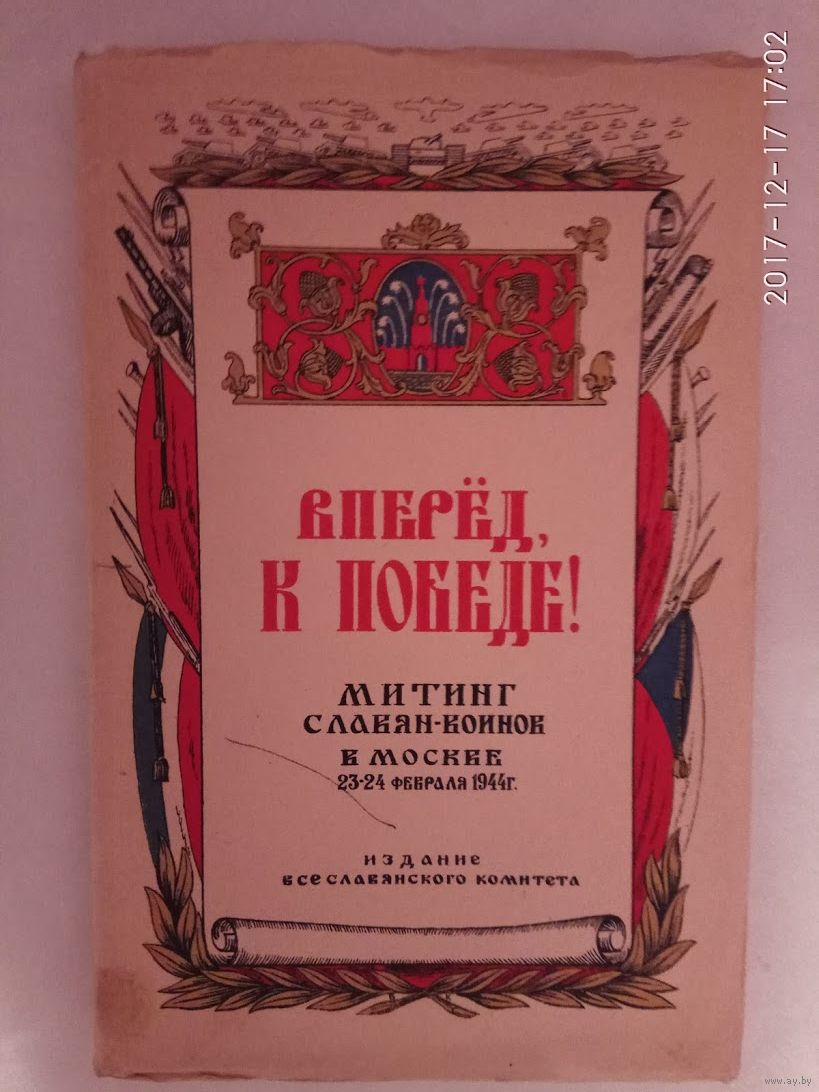 2017-12-17 17:02
ВПЕРЁД,
К ПОБЕДЕ!
МИТИНГ
СЛАВЯН-ВОИНОВ
В МОСКВЕ
23-24 ФЕВРАЛЯ 1944г.
ИЗДАНИЕ
ВСЕСЛАВЯНСКОГО КОМИТЕТА
www.ay.by